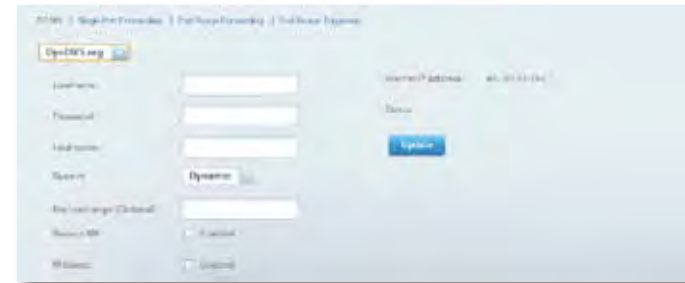 DDNS | Single Port Forwarding | Port Range Forwarding | Port Range Triggering
DynDNS.org
Username
Internet IP address
Password
Status
Host name
Update
System
Dynamic
Mail exchange (Optional)
Backup MX
Enabled
Wildcard
Enabled